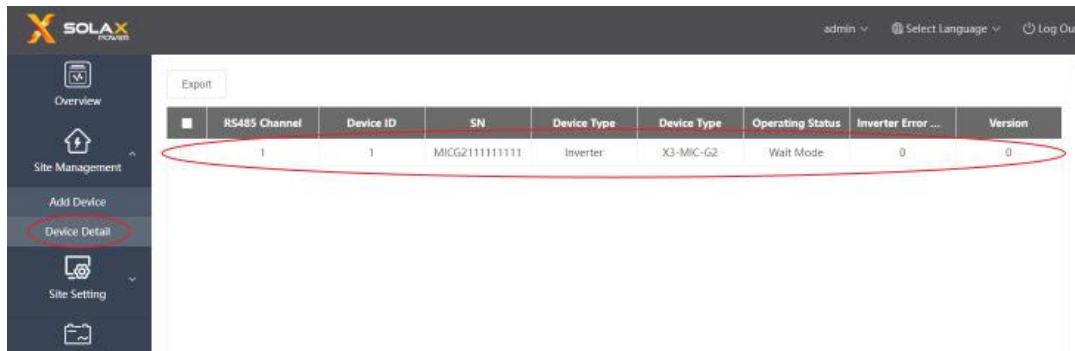 SOLAX
POWER
admin
Select Language
Log Ou
Overview
Export
RS485 Channel Device ID SN Device Type Device Type Operating Status Inverter Error ... Version
1 1 MICG2111111111 Inverter X3-MIC-G2 Wait Mode 0 0
Site Management
Add Device
Device Detail
Site Setting